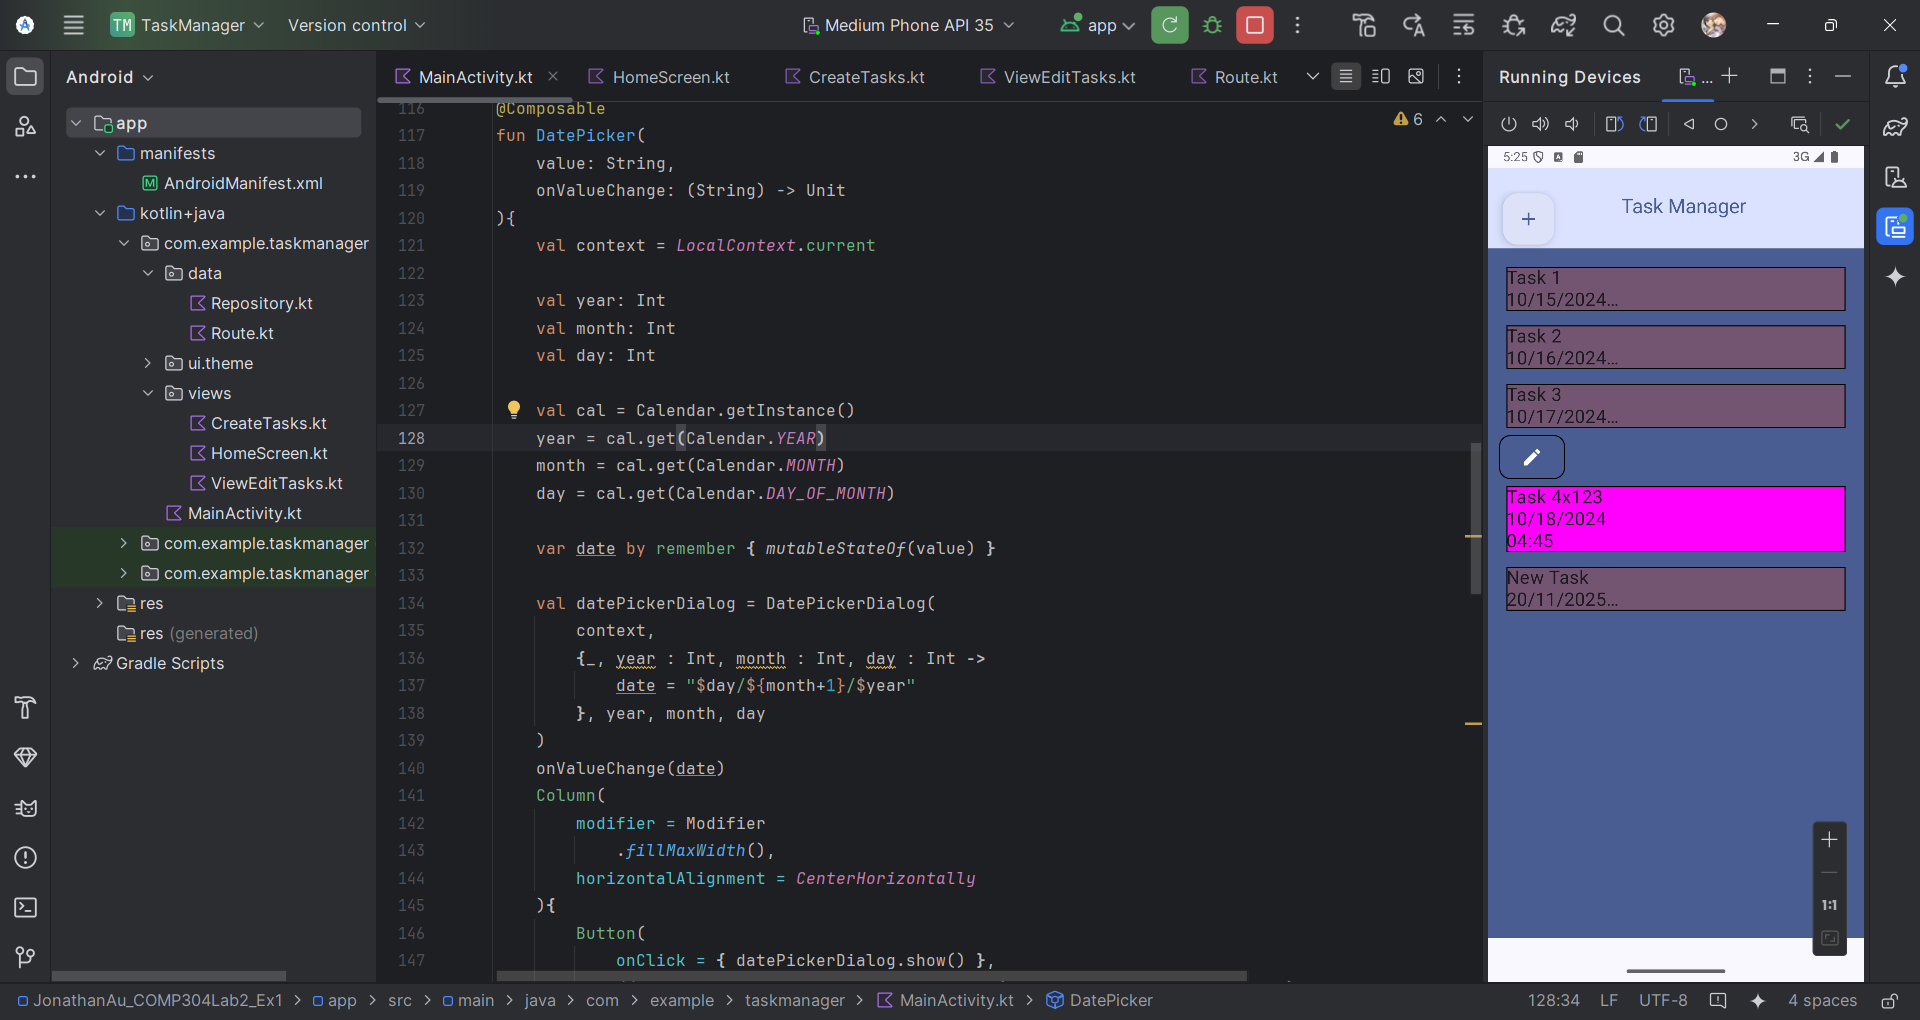 TM TaskManager Version control Medium Phone API 35 app
Android
app
manifests
AndroidManifest.xml
kotlin+java
com.example.taskmanager
data
Repository.kt
Route.kt
ui.theme
views
CreateTasks.kt
HomeScreen.kt
ViewEditTasks.kt
MainActivity.kt
com.example.taskmanager
com.example.taskmanager
res
res (generated)
Gradle Scripts
MainActivity.kt HomeScreen.kt CreateTasks.kt ViewEditTasks.kt Route.kt
6
116 @Composable
117 fun DatePicker(
118 value: String,
119 onValueChange: (String) -> Unit
120 ){
121 val context = LocalContext.current
122
123 val year: Int
124 val month: Int
125 val day: Int
126
127 val cal = Calendar.getInstance()
128 year = cal.get(Calendar.YEAR)
129 month = cal.get(Calendar.MONTH)
130 day = cal.get(Calendar.DAY_OF_MONTH)
131
132 var date by remember { mutableStateOf(value) }
133
134 val datePickerDialog = DatePickerDialog(
135 context,
136 {_, year : Int, month : Int, day : Int ->
137 date = "$day/${month+1}/$year"
138 }, year, month, day
139 )
140 onValueChange(date)
141 Column(
142 modifier = Modifier
143 .fillMaxWidth(),
144 horizontalAlignment = CenterHorizontally
145 ){
146 Button(
147 onClick = { datePickerDialog.show() },
Running Devices ...
5:25 3G
+ Task Manager
Task 1
10/15/2024...
Task 2
10/16/2024...
Task 3
10/17/2024...
Task 4x123
10/18/2024
04:45
New Task
20/11/2025...
1:1
JonathanAu_COMP304Lab2_Ex1 > app > src > main > java > com > example > taskmanager > MainActivity.kt > DatePicker 128:34 LF UTF-8 4 spaces